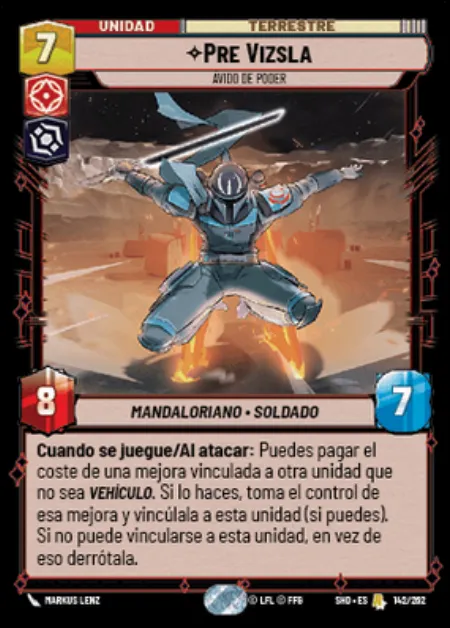 UNIDAD
TERRESTRE
7
PRE VIZSLA
AVIDO DE PODER
8
MANDALORIANO • SOLDADO
7
Cuando se juegue/Al atacar: Puedes pagar el
coste de una mejora vinculada a otra unidad que
no sea VEHÍCULO. Si lo haces, toma el control de
esa mejora y vincúlala a esta unidad (si puedes).
Si no puede vincularse a esta unidad, en vez de
eso derrótala.
MARKUS LENZ
© LFL © FFG
SHD • ES
142/262